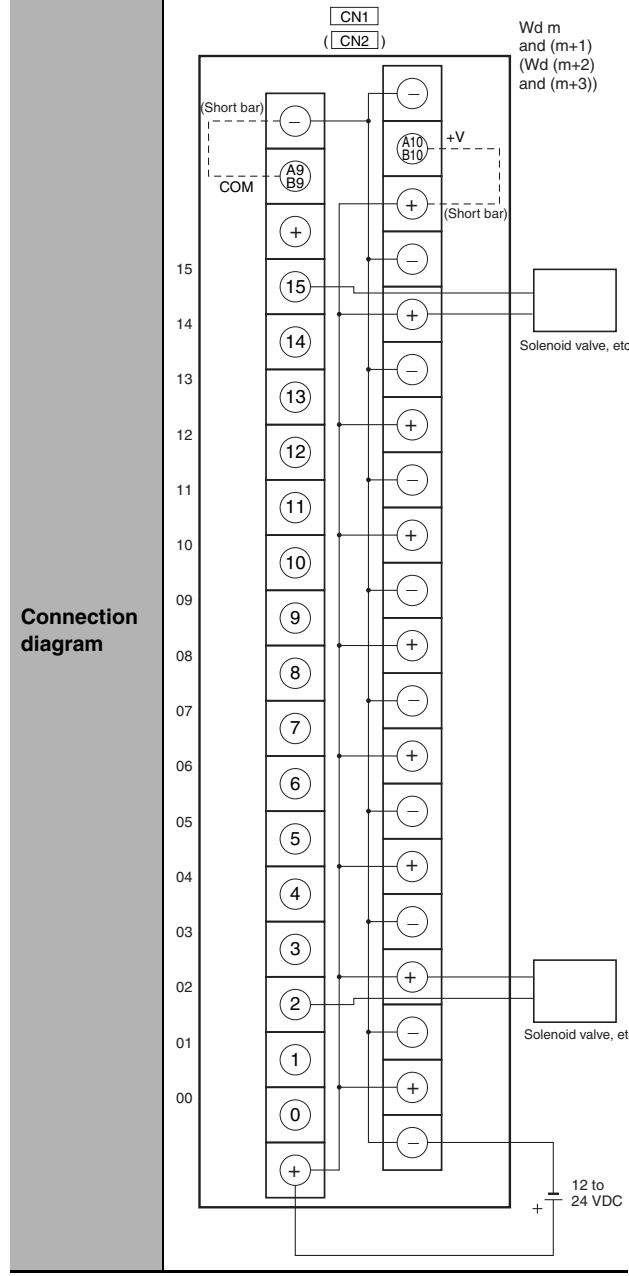 CN1
( CN2 )
Wd m
and (m+1)
(Wd (m+2)
and (m+3))
(Short bar)
−
−
A9
B9
COM
A10
B10
+V
+
+
(Short bar)
15
15
−
14
14
+
Solenoid valve, etc
13
13
−
12
12
+
11
11
−
10
10
+
09
9
−
08
8
+
07
7
−
06
6
+
05
5
−
04
4
+
03
3
−
02
2
+
01
1
−
Solenoid valve, et
00
0
+
+
−
12 to
24 VDC
+
Connection
diagram